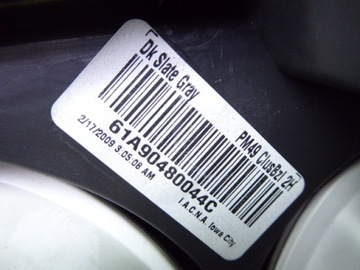 Dk Slate Gray
PM49 ClusBzl 2H
61A90480044C
2/17/2009 3:05:08 AM
I.A.C.N.A. Iowa City